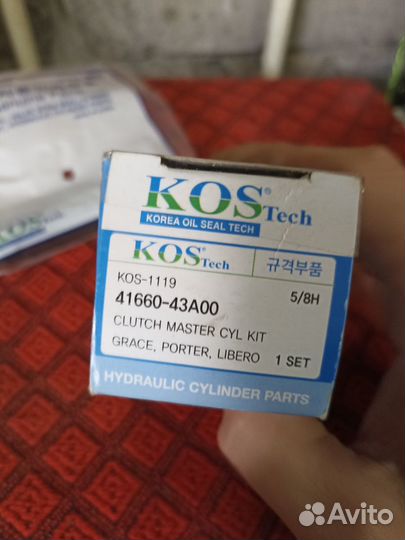 KOS® Tech
KOREA OIL SEAL TECH
KOS® Tech 규격부품
KOS-1119 5/8H
41660-43A00
CLUTCH MASTER CYL KIT
GRACE, PORTER, LIBERO 1 SET
HYDRAULIC CYLINDER PARTS
KOS
Avito